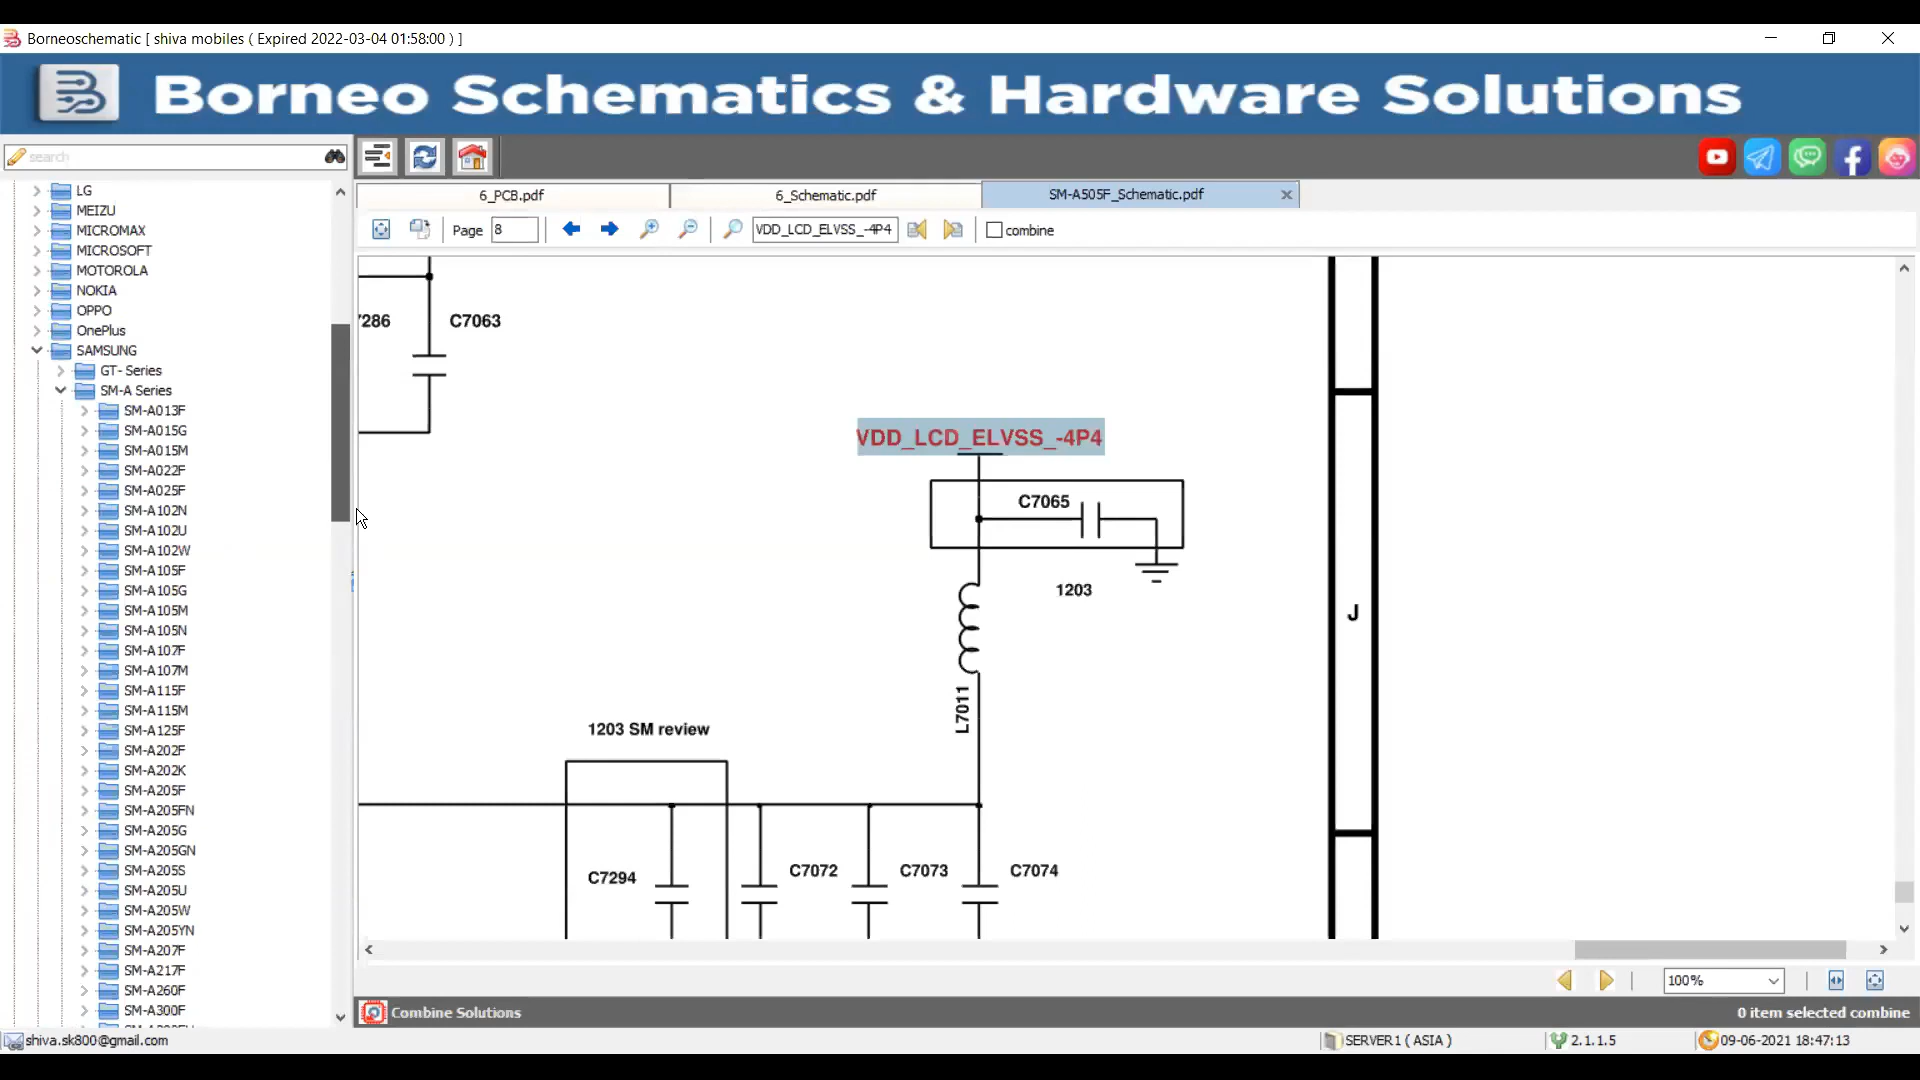 Borneoschematic [ shiva mobiles ( Expired 2022-03-04 01:58:00 ) ]
Borneo Schematics & Hardware Solutions
search
6_PCB.pdf
6_Schematic.pdf
SM-A505F_Schematic.pdf
Page 8
VDD_LCD_ELVSS_-4P4
combine
LG
MEIZU
MICROMAX
MICROSOFT
MOTOROLA
NOKIA
OPPO
OnePlus
SAMSUNG
GT- Series
SM-A Series
SM-A013F
SM-A015G
SM-A015M
SM-A022F
SM-A025F
SM-A102N
SM-A102U
SM-A102W
SM-A105F
SM-A105G
SM-A105M
SM-A105N
SM-A107F
SM-A107M
SM-A115F
SM-A115M
SM-A125F
SM-A202F
SM-A202K
SM-A205F
SM-A205FN
SM-A205G
SM-A205GN
SM-A205S
SM-A205U
SM-A205W
SM-A205YN
SM-A207F
SM-A217F
SM-A260F
SM-A300F
286
C7063
VDD_LCD_ELVSS_-4P4
C7065
1203
J
L7011
1203 SM review
C7294
C7072
C7073
C7074
100%
Combine Solutions
0 item selected combine
shiva.sk800@gmail.com
SERVER1 ( ASIA )
2.1.1.5
09-06-2021 18:47:13